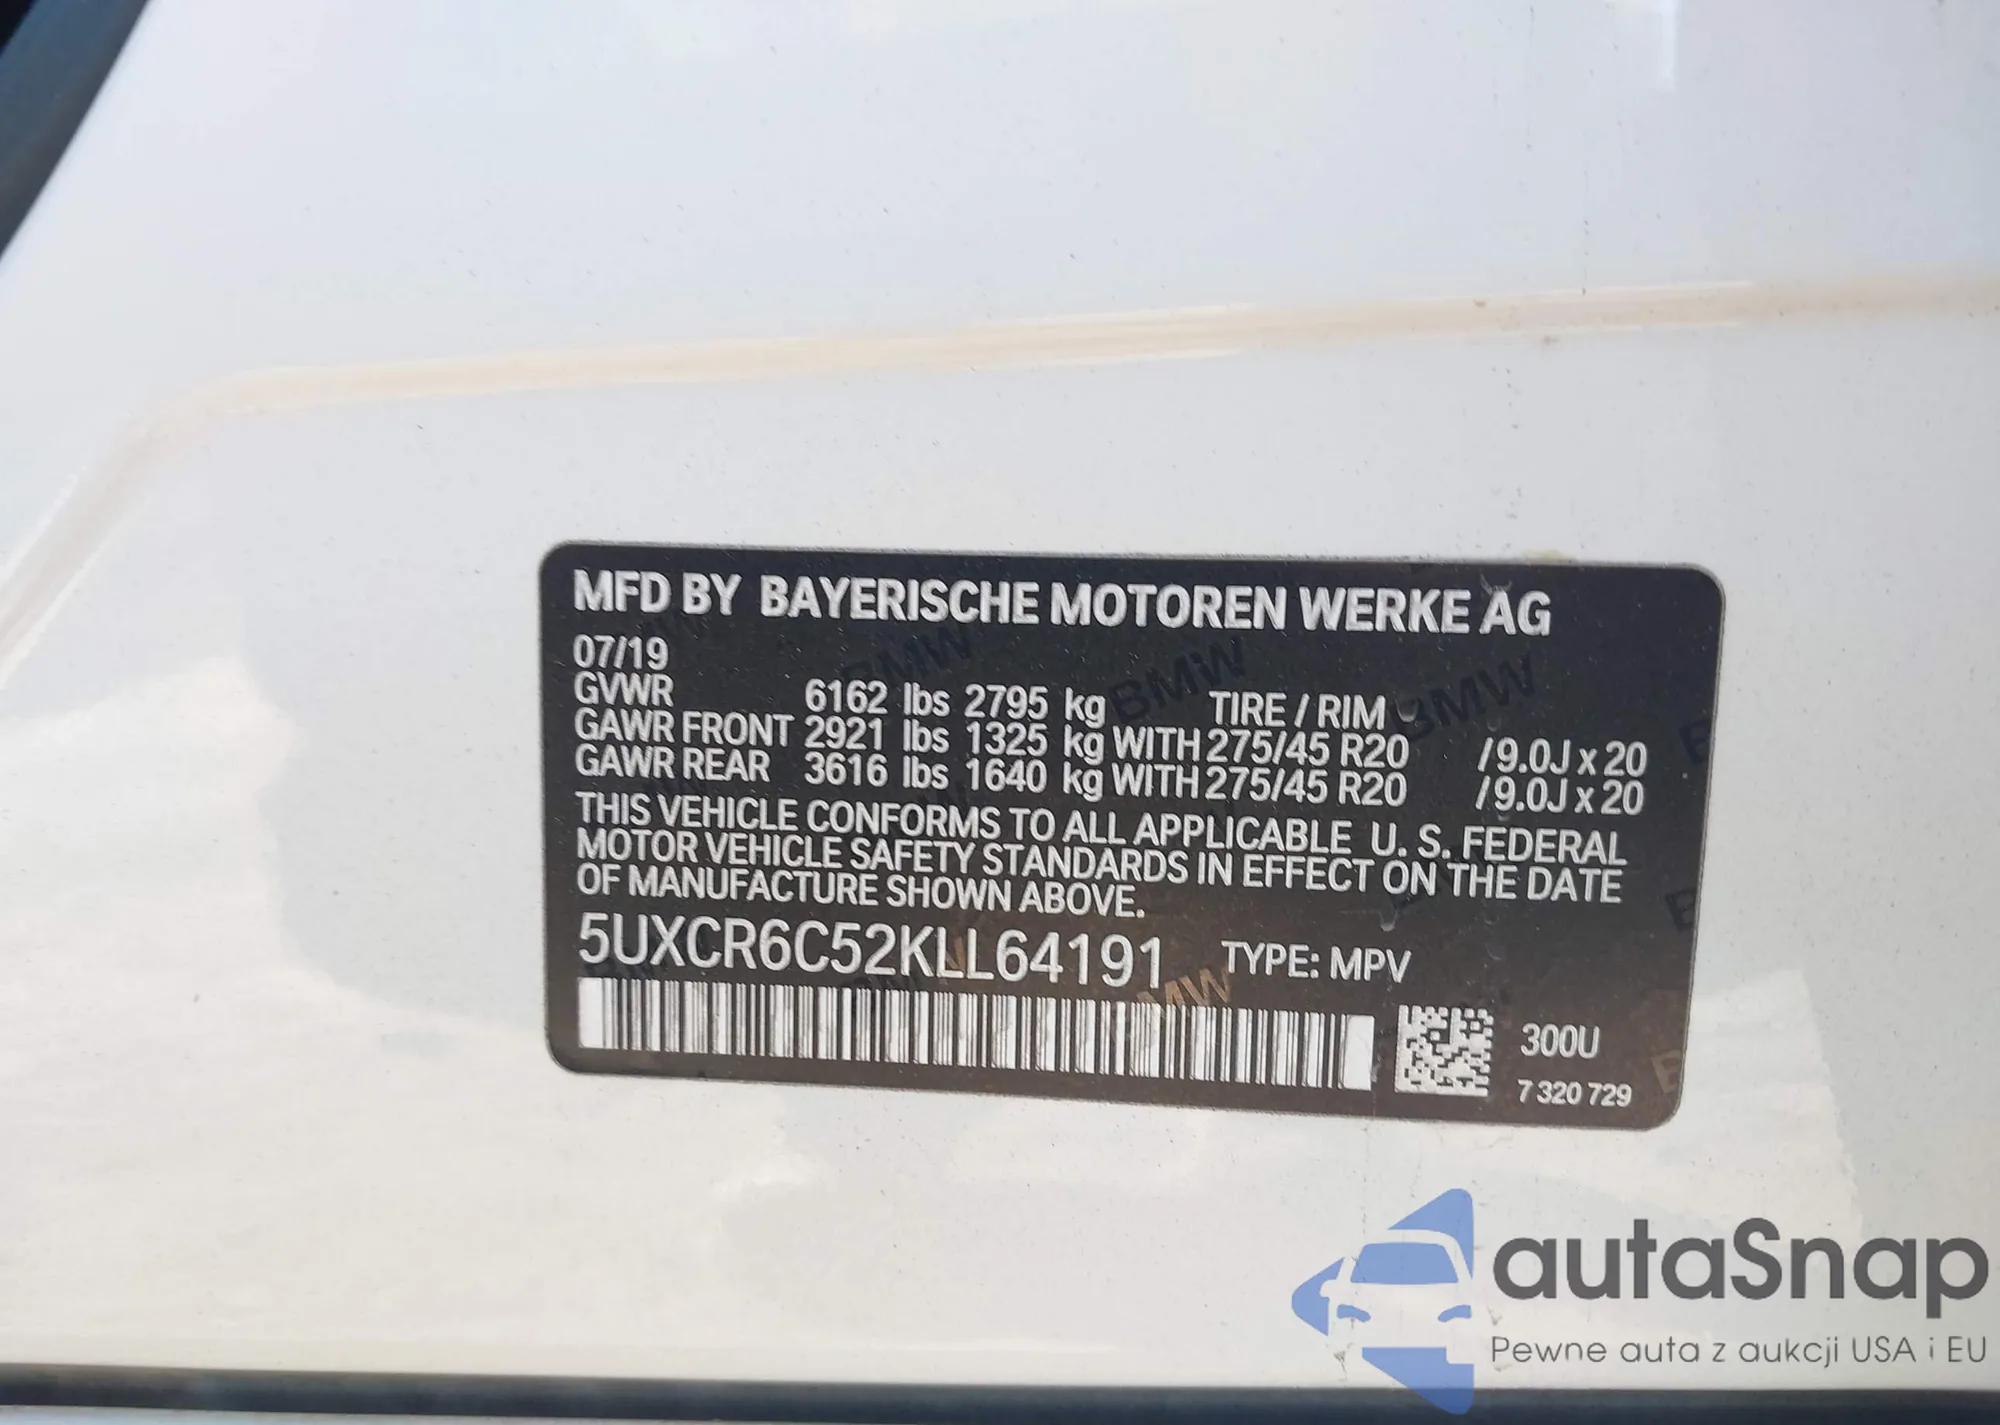 MFD BY BAYERISCHE MOTOREN WERKE AG
07/19
GVWR 6162 lbs 2795 kg TIRE / RIM
GAWR FRONT 2921 lbs 1325 kg WITH 275/45 R20 /9.0J x 20
GAWR REAR 3616 lbs 1640 kg WITH 275/45 R20 /9.0J x 20
THIS VEHICLE CONFORMS TO ALL APPLICABLE U. S. FEDERAL
MOTOR VEHICLE SAFETY STANDARDS IN EFFECT ON THE DATE
OF MANUFACTURE SHOWN ABOVE.
5UXCR6C52KLL64191 TYPE: MPV
300U
7 320 729
autaSnap
Pewne auta z aukcji USA i EU